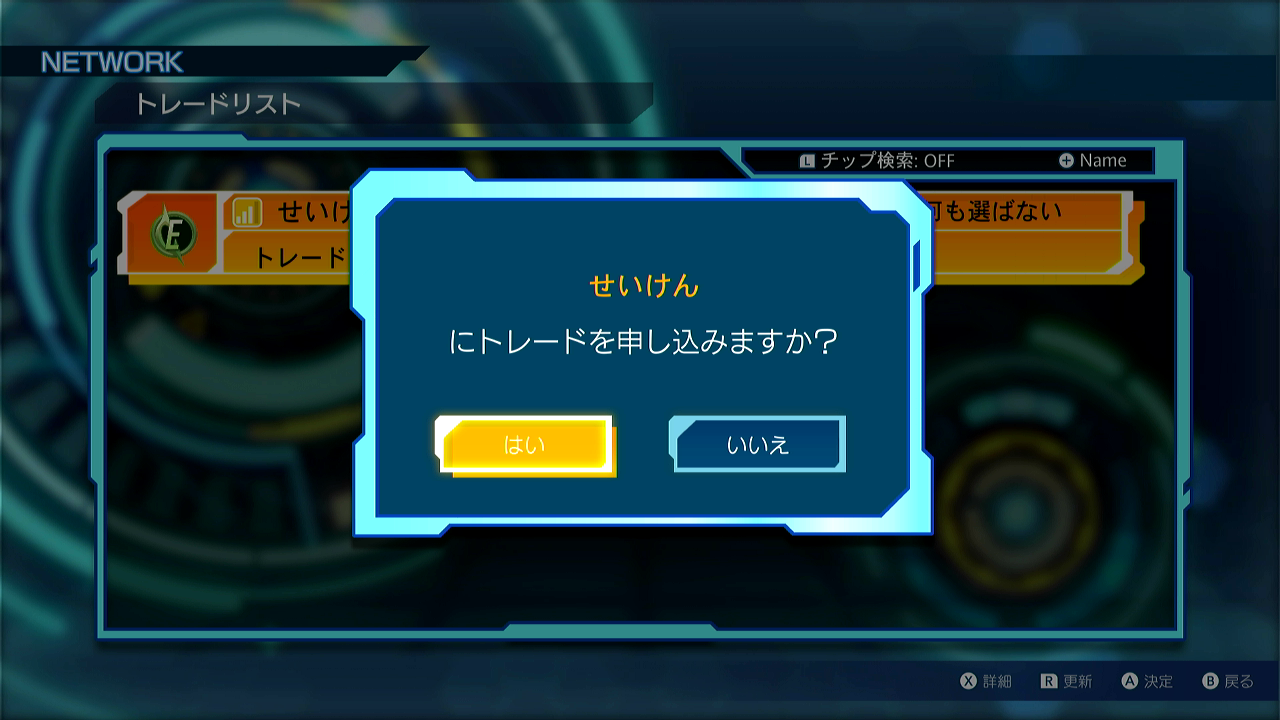 NETWORK
トレードリスト
L チップ検索: OFF
+ Name
E
せいけ
何も選ばない
トレード
せいけん
にトレードを申し込みますか?
はい
いいえ
X 詳細 R 更新 A 決定 B 戻る